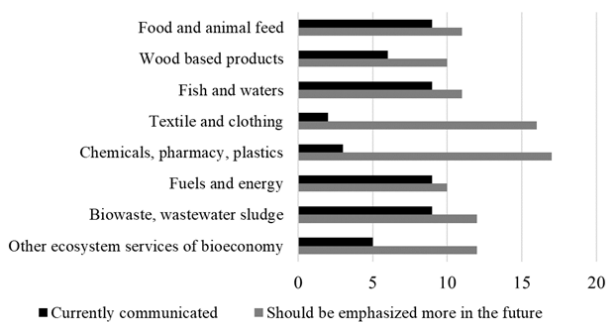 Food and animal feed
Wood based products
Fish and waters
Textile and clothing
Chemicals, pharmacy, plastics
Fuels and energy
Biowaste, wastewater sludge
Other ecosystem services of bioeconomy
0 5 10 15 20
Currently communicated Should be emphasized more in the future